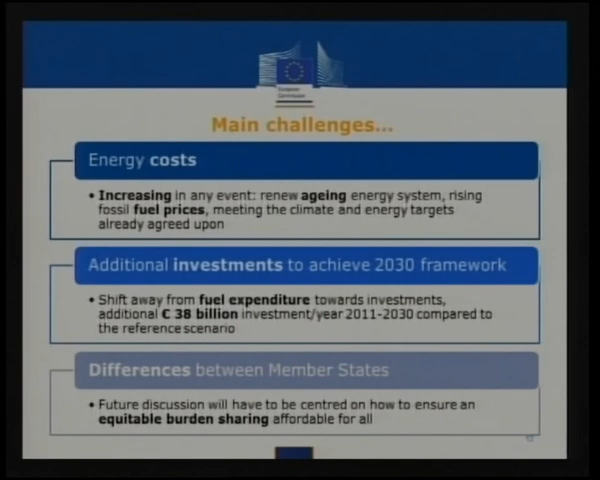 European
Commission
Main challenges...
Energy costs
• Increasing in any event: renew ageing energy system, rising
fossil fuel prices, meeting the climate and energy targets
already agreed upon
Additional investments to achieve 2030 framework
• Shift away from fuel expenditure towards investments,
additional € 38 billion investment/year 2011-2030 compared to
the reference scenario
Differences between Member States
• Future discussion will have to be centred on how to ensure an
equitable burden sharing affordable for all